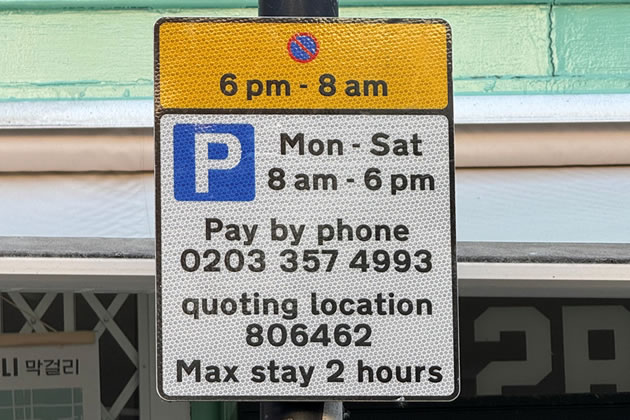 6 pm - 8 am
P
Mon - Sat
8 am - 6 pm
Pay by phone
0203 357 4993
quoting location
806462
Max stay 2 hours
막걸리